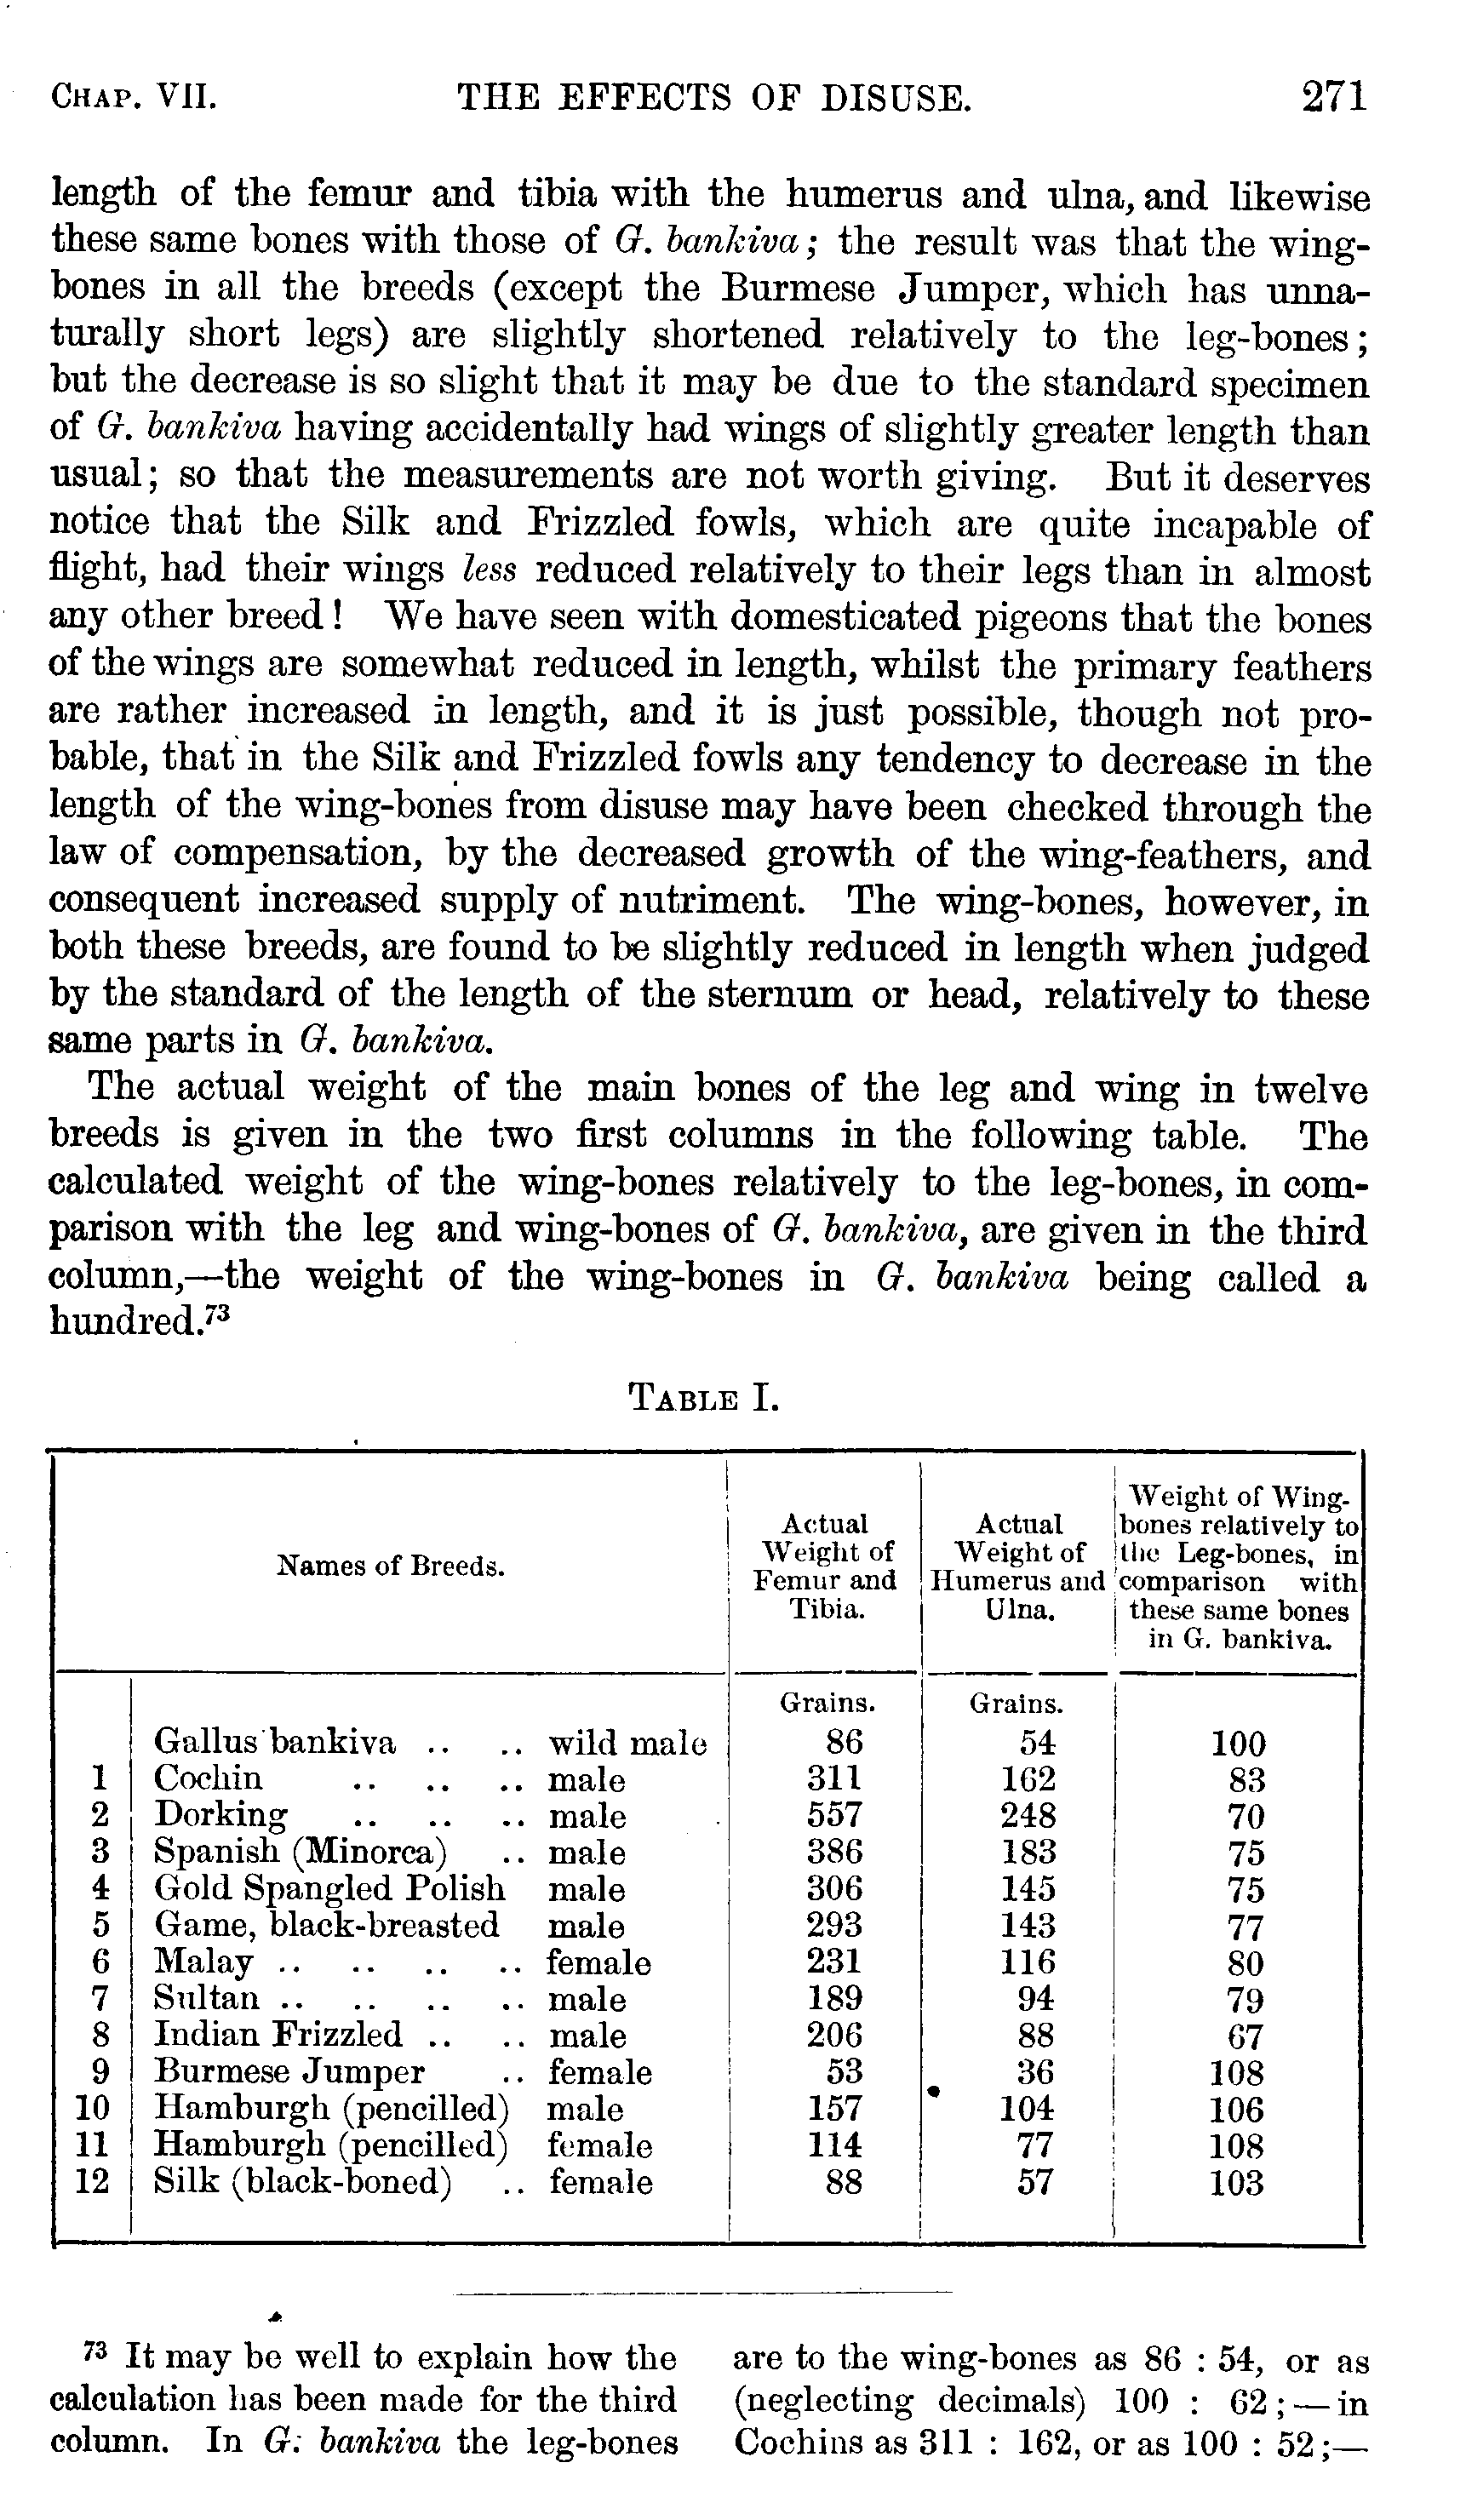 CHAP. VII. THE EFFECTS OF DISUSE. 271
length of the femur and tibia with the humerus and ulna, and likewise
these same bones with those of G. bankiva; the result was that the wing-
bones in all the breeds (except the Burmese Jumper, which has unna-
turally short legs) are slightly shortened relatively to the leg-bones;
but the decrease is so slight that it may be due to the standard specimen
of G. bankiva having accidentally had wings of slightly greater length than
usual; so that the measurements are not worth giving. But it deserves
notice that the Silk and Frizzled fowls, which are quite incapable of
flight, had their wings less reduced relatively to their legs than in almost
any other breed! We have seen with domesticated pigeons that the bones
of the wings are somewhat reduced in length, whilst the primary feathers
are rather increased in length, and it is just possible, though not pro-
bable, that in the Silk and Frizzled fowls any tendency to decrease in the
length of the wing-bones from disuse may have been checked through the
law of compensation, by the decreased growth of the wing-feathers, and
consequent increased supply of nutriment. The wing-bones, however, in
both these breeds, are found to be slightly reduced in length when judged
by the standard of the length of the sternum or head, relatively to these
same parts in G. bankiva.
The actual weight of the main bones of the leg and wing in twelve
breeds is given in the two first columns in the following table. The
calculated weight of the wing-bones relatively to the leg-bones, in com-
parison with the leg and wing-bones of G. bankiva, are given in the third
column,—the weight of the wing-bones in G. bankiva being called a
hundred.73
TABLE I.
Names of Breeds.
Actual
Weight of
Femur and
Tibia.
Actual
Weight of
Humerus and
Ulna.
Weight of Wing-
bones relatively to
the Leg-bones, in
comparison with
these same bones
in G. bankiva.
Grains. Grains.
Gallus bankiva .. .. wild male 86 54 100
1 Cochin .. .. .. male 311 162 83
2 Dorking .. .. .. male 557 248 70
3 Spanish (Minorca) .. male 386 183 75
4 Gold Spangled Polish male 306 145 75
5 Game, black-breasted male 293 143 77
6 Malay .. .. .. .. female 231 116 80
7 Sultan .. .. .. .. male 189 94 79
8 Indian Frizzled .. .. male 206 88 67
9 Burmese Jumper .. female 53 36 108
10 Hamburgh (pencilled) male 157 104 106
11 Hamburgh (pencilled) female 114 77 108
12 Silk (black-boned) .. female 88 57 103
73 It may be well to explain how the
calculation has been made for the third
column. In G. bankiva the leg-bones
are to the wing-bones as 86 : 54, or as
(neglecting decimals) 100 : 62;—in
Cochins as 311 : 162, or as 100 : 52;—